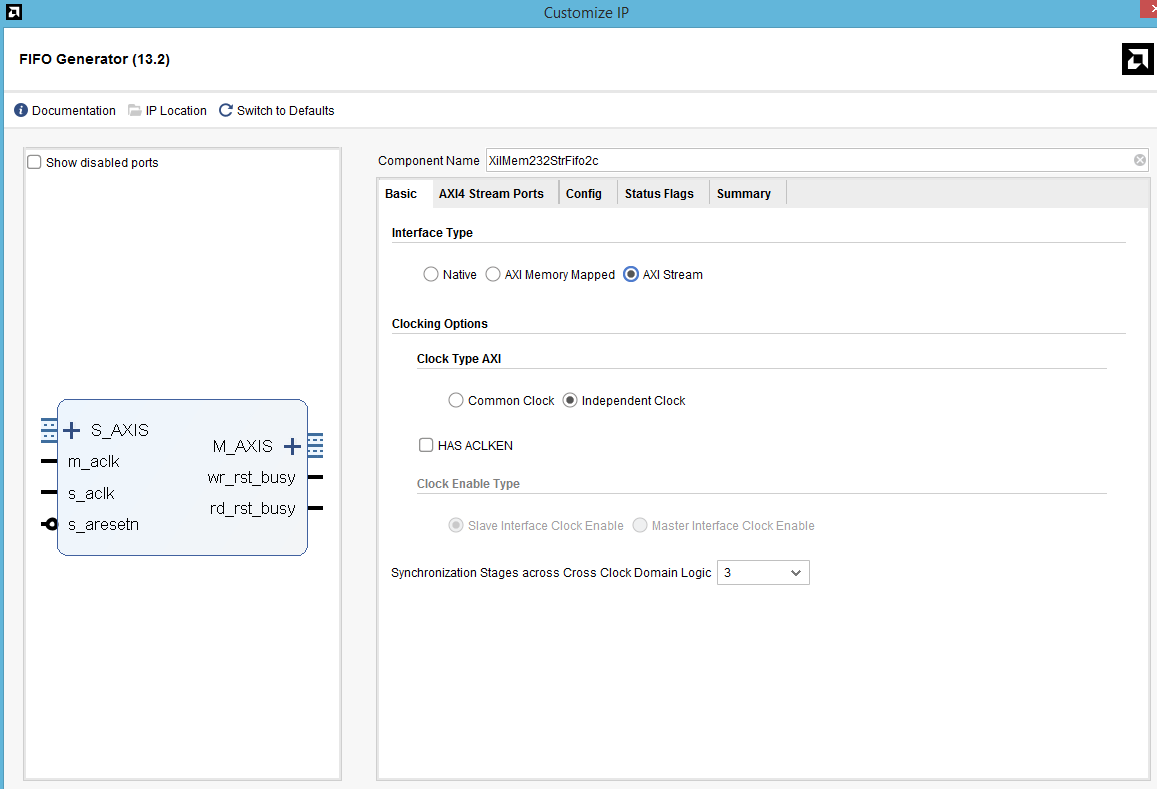 Customize IP
FIFO Generator (13.2)
Documentation IP Location Switch to Defaults
Show disabled ports
S_AXIS
m_aclk
s_aclk
s_aresetn
M_AXIS
wr_rst_busy
rd_rst_busy
Component Name XilMem232StrFifo2c
Basic AXI4 Stream Ports Config Status Flags Summary
Interface Type
Native AXI Memory Mapped AXI Stream
Clocking Options
Clock Type AXI
Common Clock Independent Clock
HAS ACLKEN
Clock Enable Type
Slave Interface Clock Enable Master Interface Clock Enable
Synchronization Stages across Cross Clock Domain Logic 3